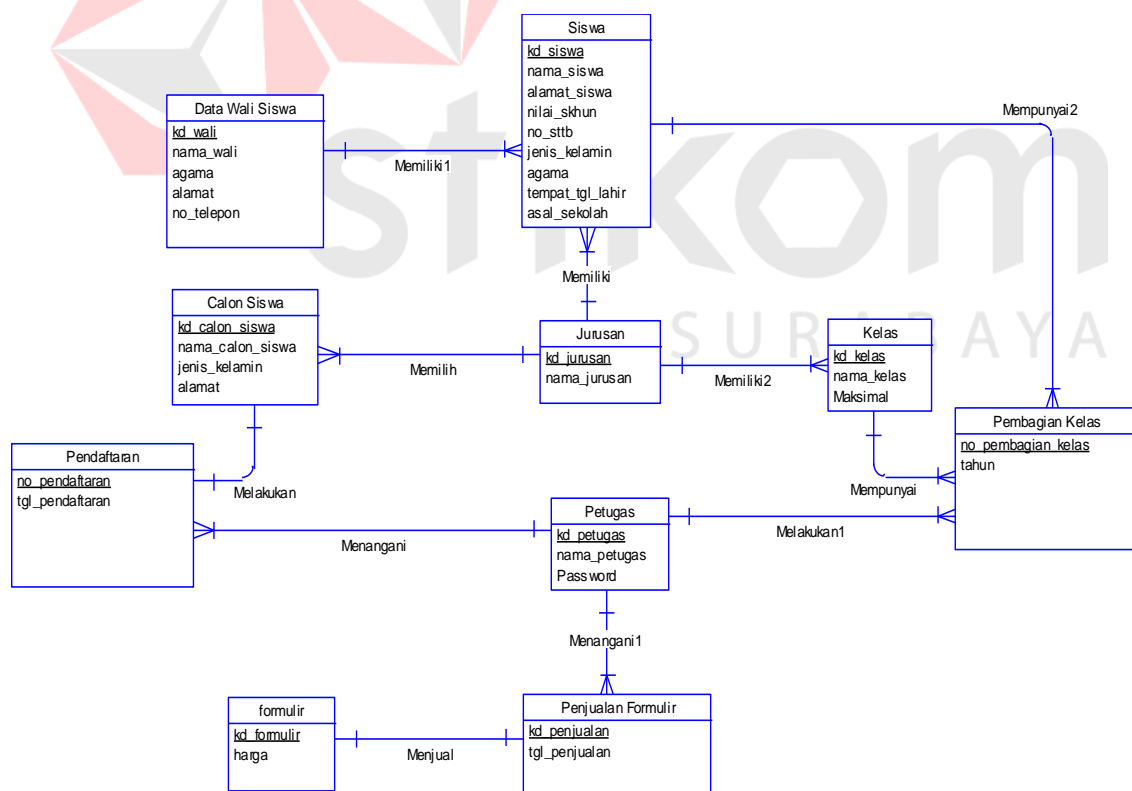 Siswa
kd_siswa
nama_siswa
alamat_siswa
nilai_skhun
no_sttb
jenis_kelamin
agama
tempat_tgl_lahir
asal_sekolah
Data Wali Siswa
kd_wali
nama_wali
agama
alamat
no_telepon
Memiliki1
Mempunyai2
stikom
SURABAYA
Memiliki
Calon Siswa
kd_calon_siswa
nama_calon_siswa
jenis_kelamin
alamat
Memilih
Jurusan
kd_jurusan
nama_jurusan
Memiliki2
Kelas
kd_kelas
nama_kelas
Maksimal
Pembagian Kelas
no_pembagian_kelas
tahun
Mempunyai
Pendaftaran
no_pendaftaran
tgl_pendaftaran
Melakukan
Menangani
Petugas
kd_petugas
nama_petugas
Password
Melakukan1
Menangani1
formulir
kd_formulir
harga
Menjual
Penjualan Formulir
kd_penjualan
tgl_penjualan